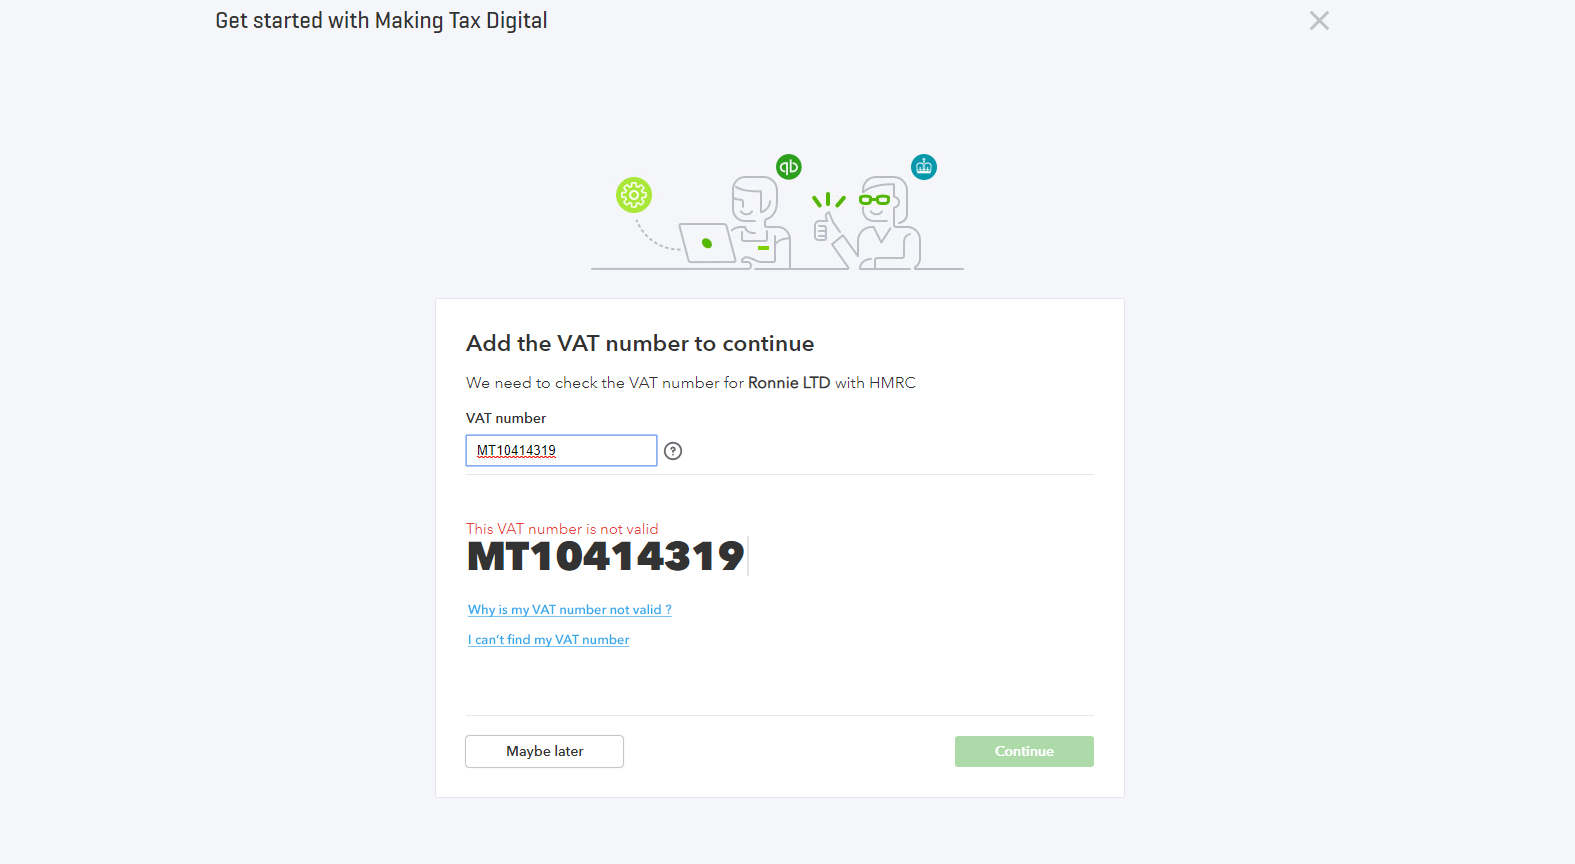 Get started with Making Tax Digital
qb
Add the VAT number to continue
We need to check the VAT number for Ronnie LTD with HMRC
VAT number
MT10414319
?
This VAT number is not valid
MT10414319
Why is my VAT number not valid ?
I can't find my VAT number
Maybe later
Continue